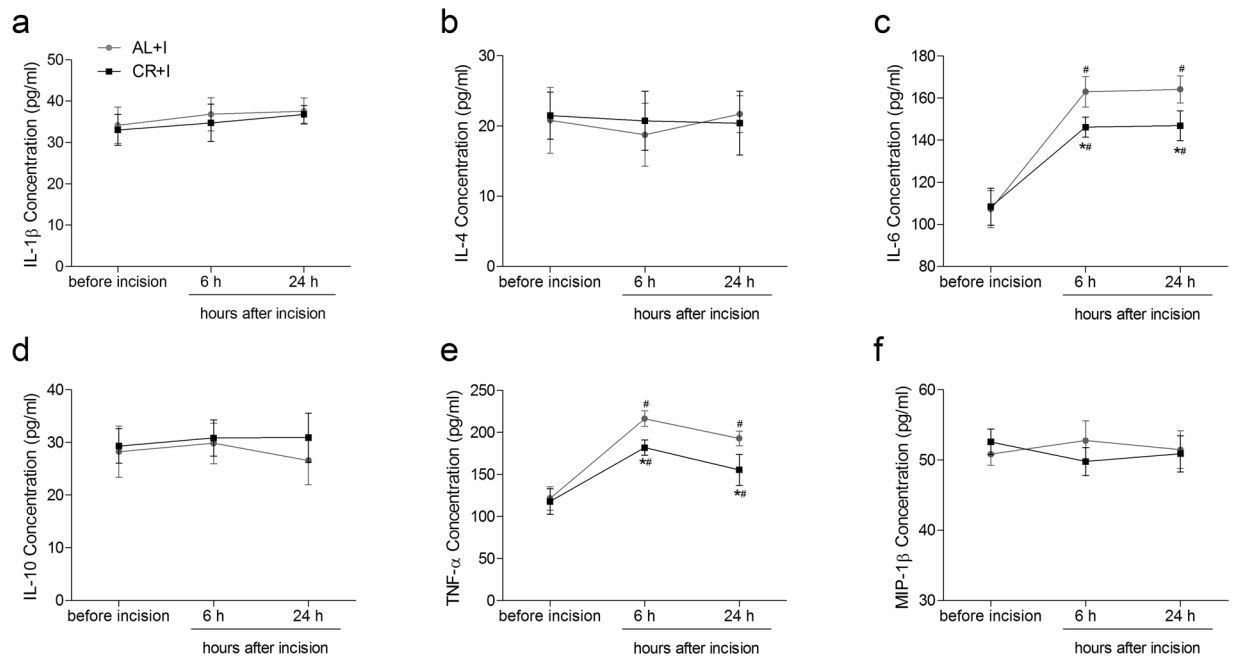 a
AL+I
CR+I
IL-1β Concentration (pg/ml)
50
40
30
20
10
0
before incision 6 h 24 h
hours after incision
b
IL-4 Concentration (pg/ml)
30
20
10
0
before incision 6 h 24 h
hours after incision
c
IL-6 Concentration (pg/ml)
180
160
140
120
100
80
# #
*# *#
before incision 6 h 24 h
hours after incision
d
IL-10 Concentration (pg/ml)
40
30
20
10
0
before incision 6 h 24 h
hours after incision
e
TNF-α Concentration (pg/ml)
250
200
150
100
50
0
# #
*# *#
before incision 6 h 24 h
hours after incision
f
MIP-1β Concentration (pg/ml)
60
50
40
30
before incision 6 h 24 h
hours after incision